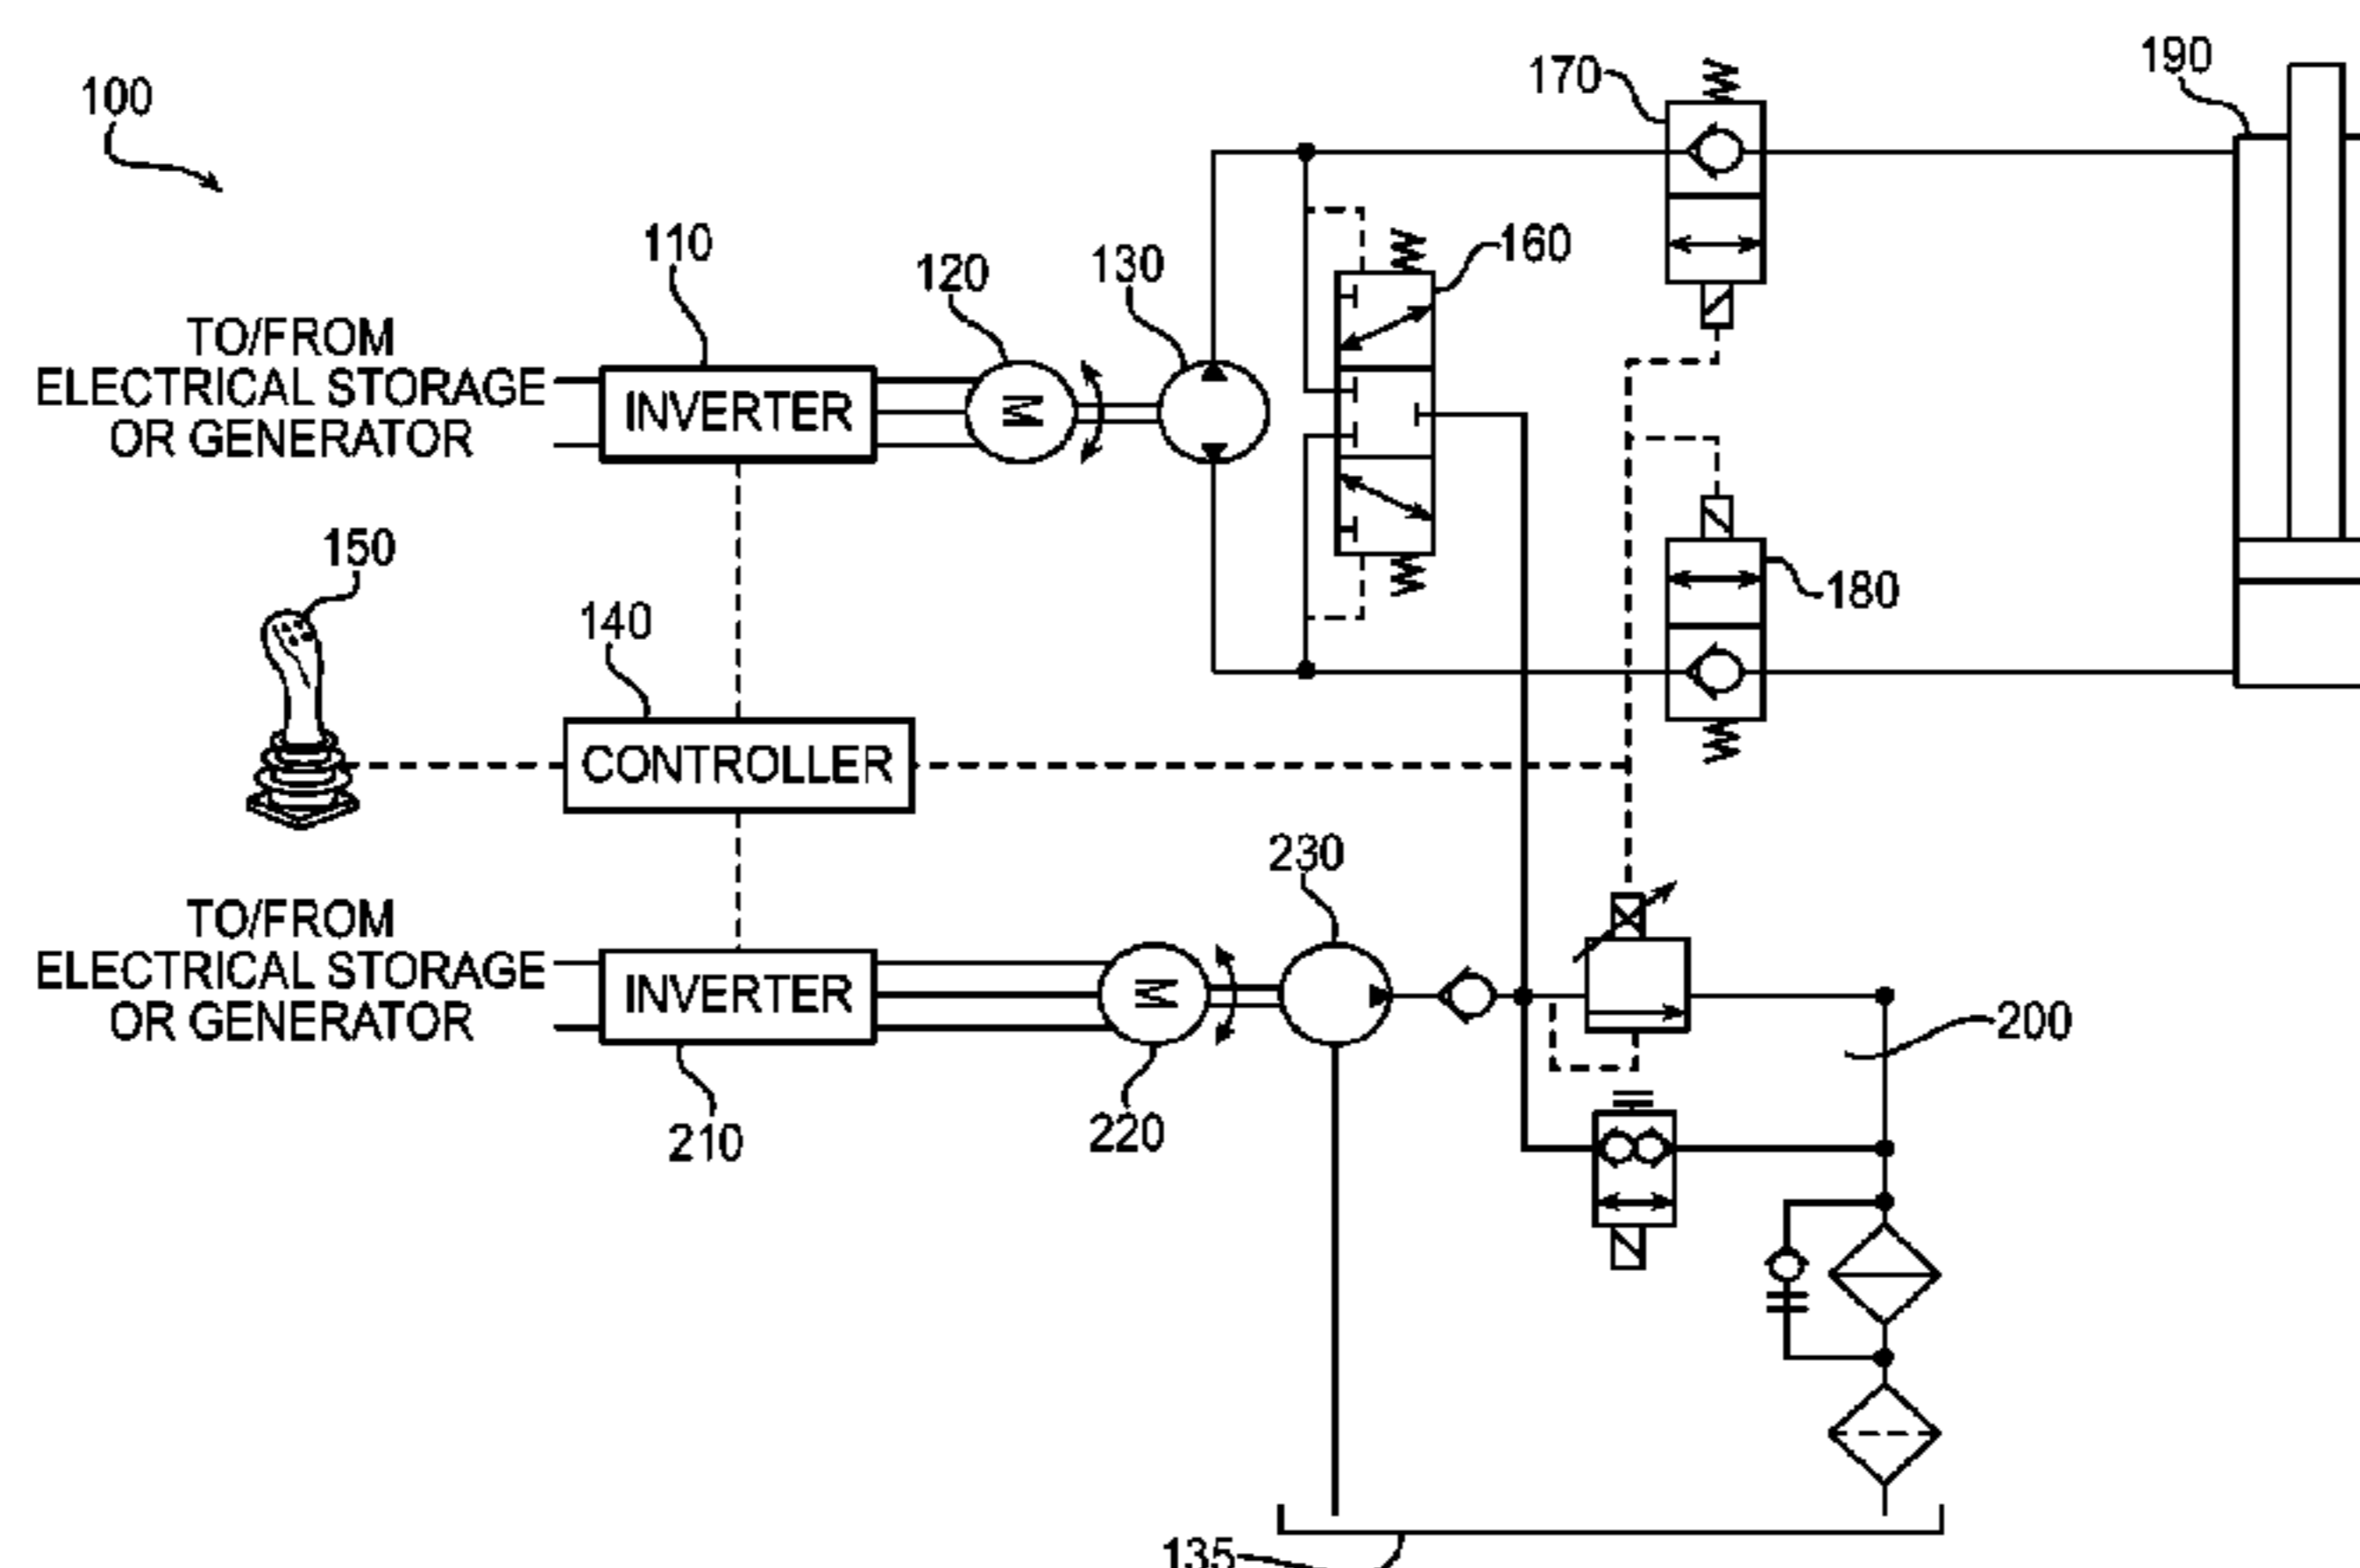 100
170
190
110
120
130
160
TO/FROM
ELECTRICAL STORAGE
OR GENERATOR
INVERTER
M
150
140
180
CONTROLLER
230
TO/FROM
ELECTRICAL STORAGE
OR GENERATOR
INVERTER
M
200
210
220
135